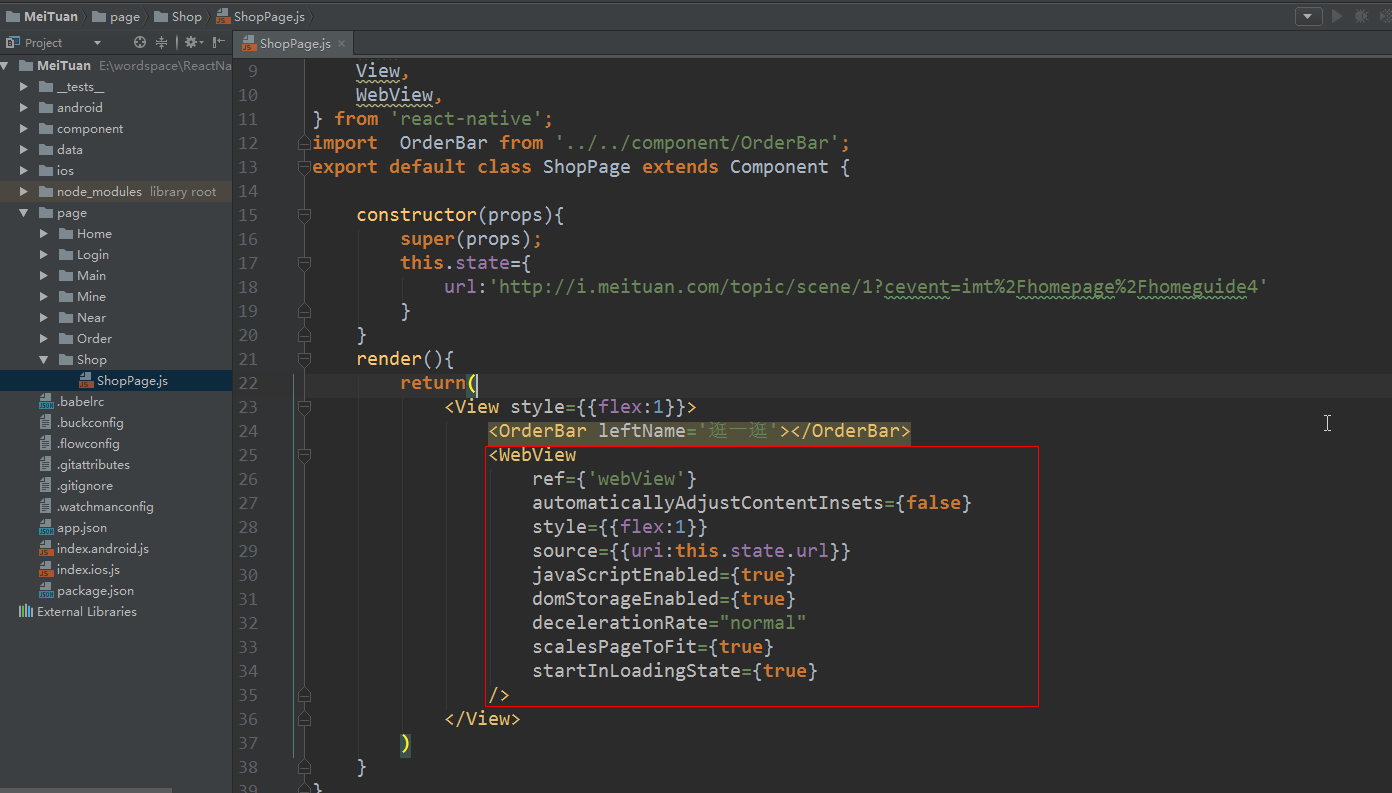 MeiTuan page Shop ShopPage.js
Project
ShopPage.js
MeiTuan E:\wordspace\ReactNa
__tests__
android
component
data
ios
node_modules library root
page
Home
Login
Main
Mine
Near
Order
Shop
ShopPage.js
.babelrc
.buckconfig
.flowconfig
.gitattributes
.gitignore
.watchmanconfig
app.json
index.android.js
index.ios.js
package.json
External Libraries
9 View,
10 WebView,
11 } from 'react-native';
12 import  OrderBar from '../../component/OrderBar';
13 export default class ShopPage extends Component {
14
15 constructor(props){
16 super(props);
17 this.state={
18 url:'http://i.meituan.com/topic/scene/1?cevent=imt%2Fhomepage%2Fhomeguide4'
19 }
20 }
21 render(){
22 return(
23 <View style={{flex:1}}>
24 <OrderBar leftName='逛一逛'></OrderBar>
25 <WebView
26 ref={'webView'}
27 automaticallyAdjustContentInsets={false}
28 style={{flex:1}}
29 source={{uri:this.state.url}}
30 javaScriptEnabled={true}
31 domStorageEnabled={true}
32 decelerationRate="normal"
33 scalesPageToFit={true}
34 startInLoadingState={true}
35 />
36 </View>
37 )
38 }
39 }